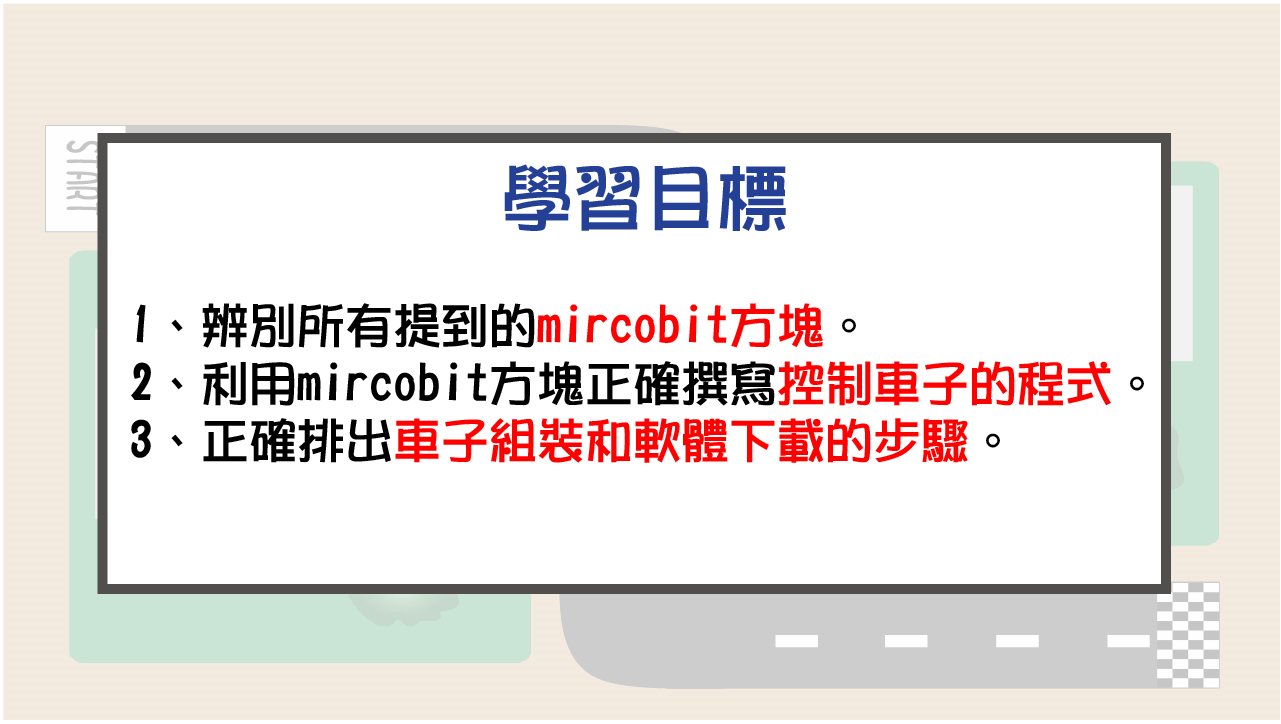 START
學習目標
1、辨別所有提到的mircobit方塊。
2、利用mircobit方塊正確撰寫控制車子的程式。
3、正確排出車子組裝和軟體下載的步驟。